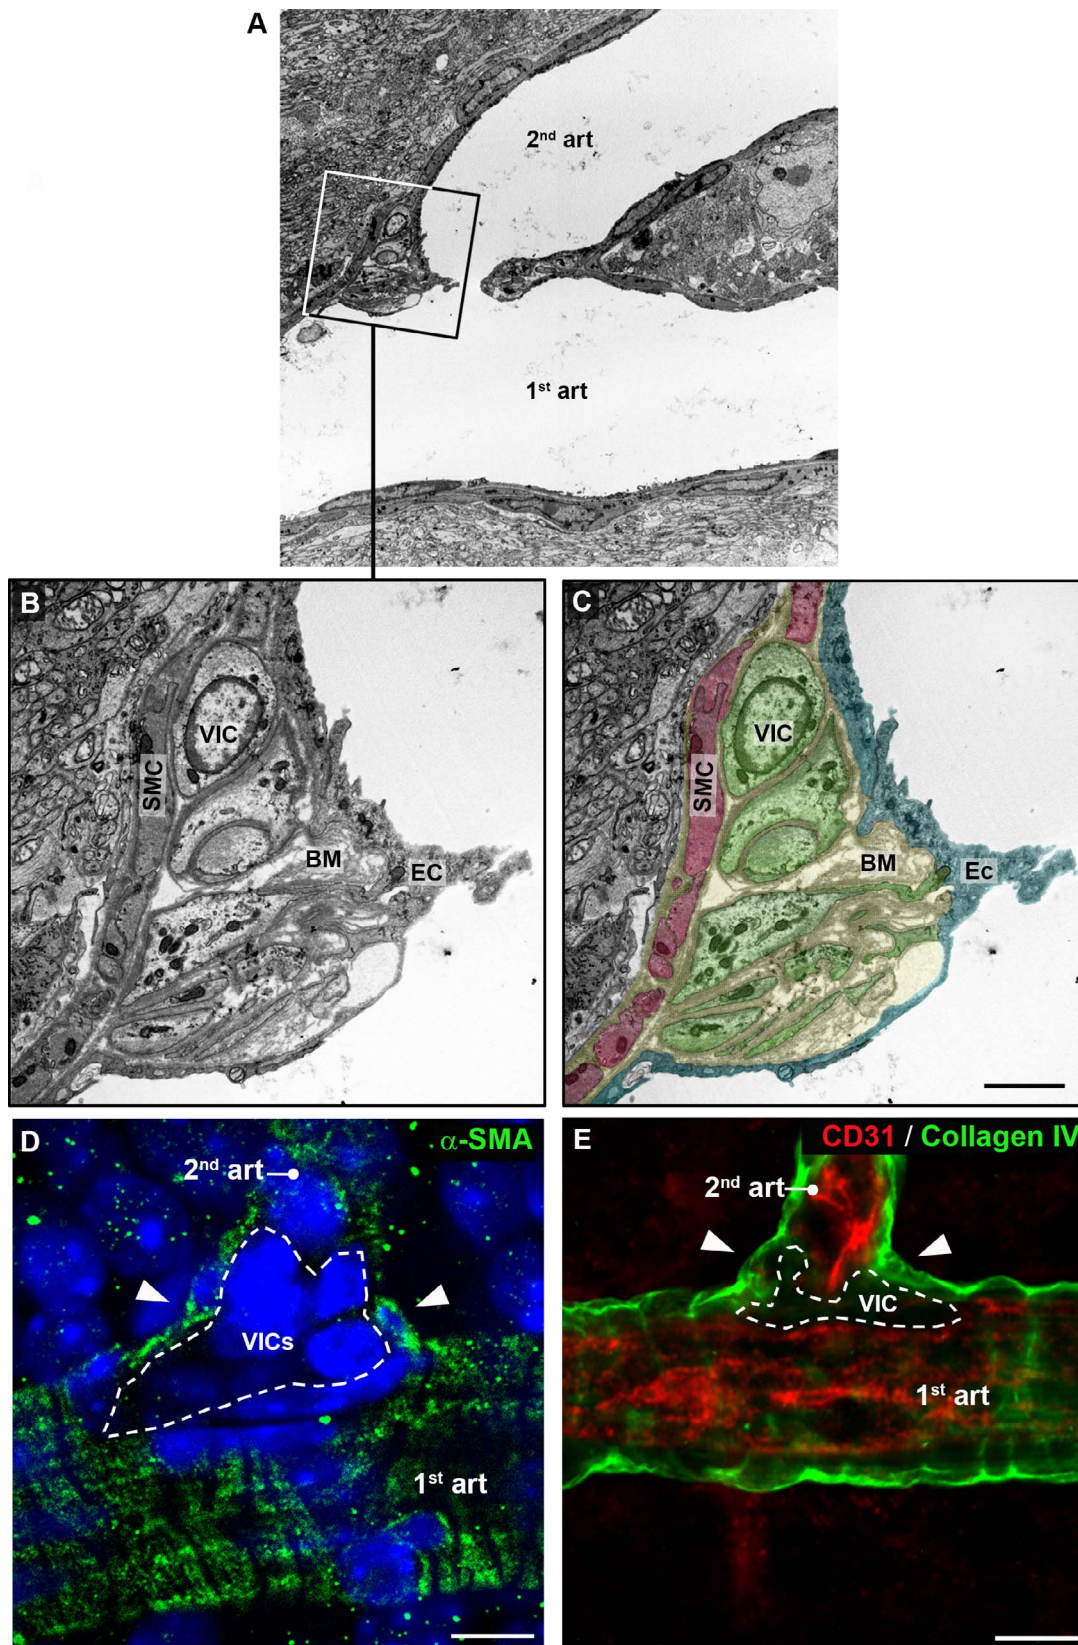 A
2nd art
1st art
B
VIC
SMC
BM
EC
C
VIC
SMC
BM
Ec
D
α-SMA
2nd art
VICs
1st art
E
CD31 / Collagen IV
2nd art
VIC
1st art